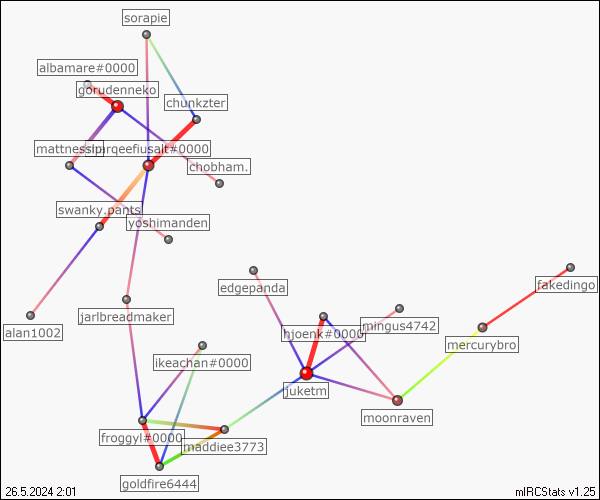 sorapie
albamare#0000
gorudenneko
chunkzter
mattnessi
#0000
chobham.
swanky.pants
yoshimanden
edgepanda
fakedingo
jarlbreadmaker
mingus4742
alan1002
hjoenk#0000
mercurybro
ikeachan#0000
juketm
moonraven
froggyl#0000
maddiee3773
goldfire6444
26.5.2024 2:01
mIRCStats v1.25